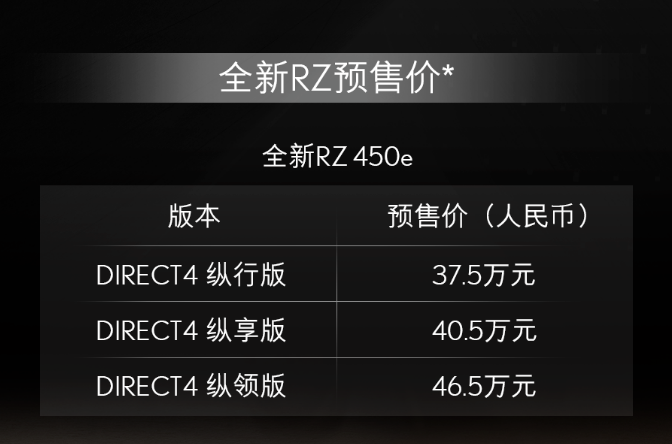 全新RZ预售价*
全新RZ 450e
版本 预售价（人民币）
DIRECT4 纵行版 37.5万元
DIRECT4 纵享版 40.5万元
DIRECT4 纵领版 46.5万元